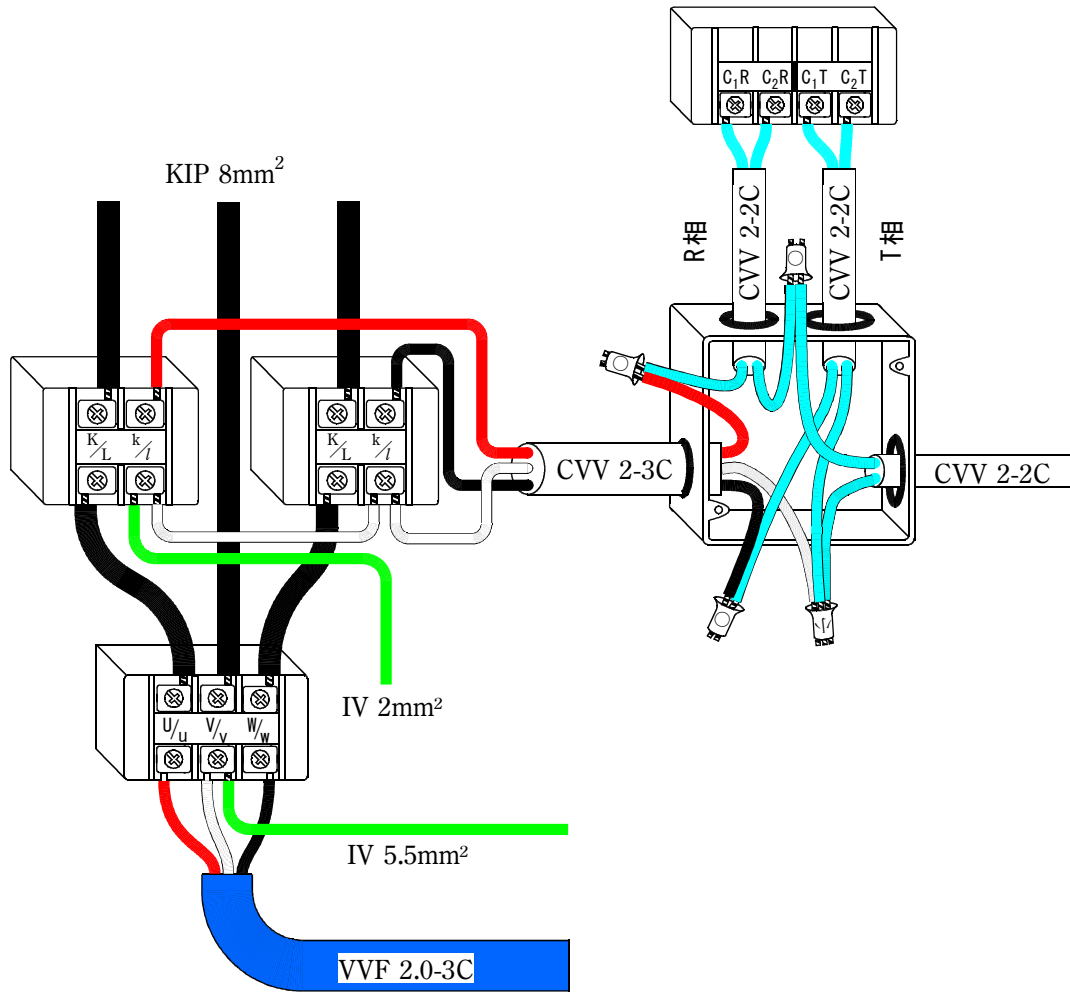 C₁R C₂R C₁T C₂T
KIP 8mm²
R相
CVV 2-2C
CVV 2-2C
T相
K/L k/l
K/L k/l
CVV 2-3C
CVV 2-2C
IV 2mm²
U/u V/v W/w
IV 5.5mm²
VVF 2.0-3C